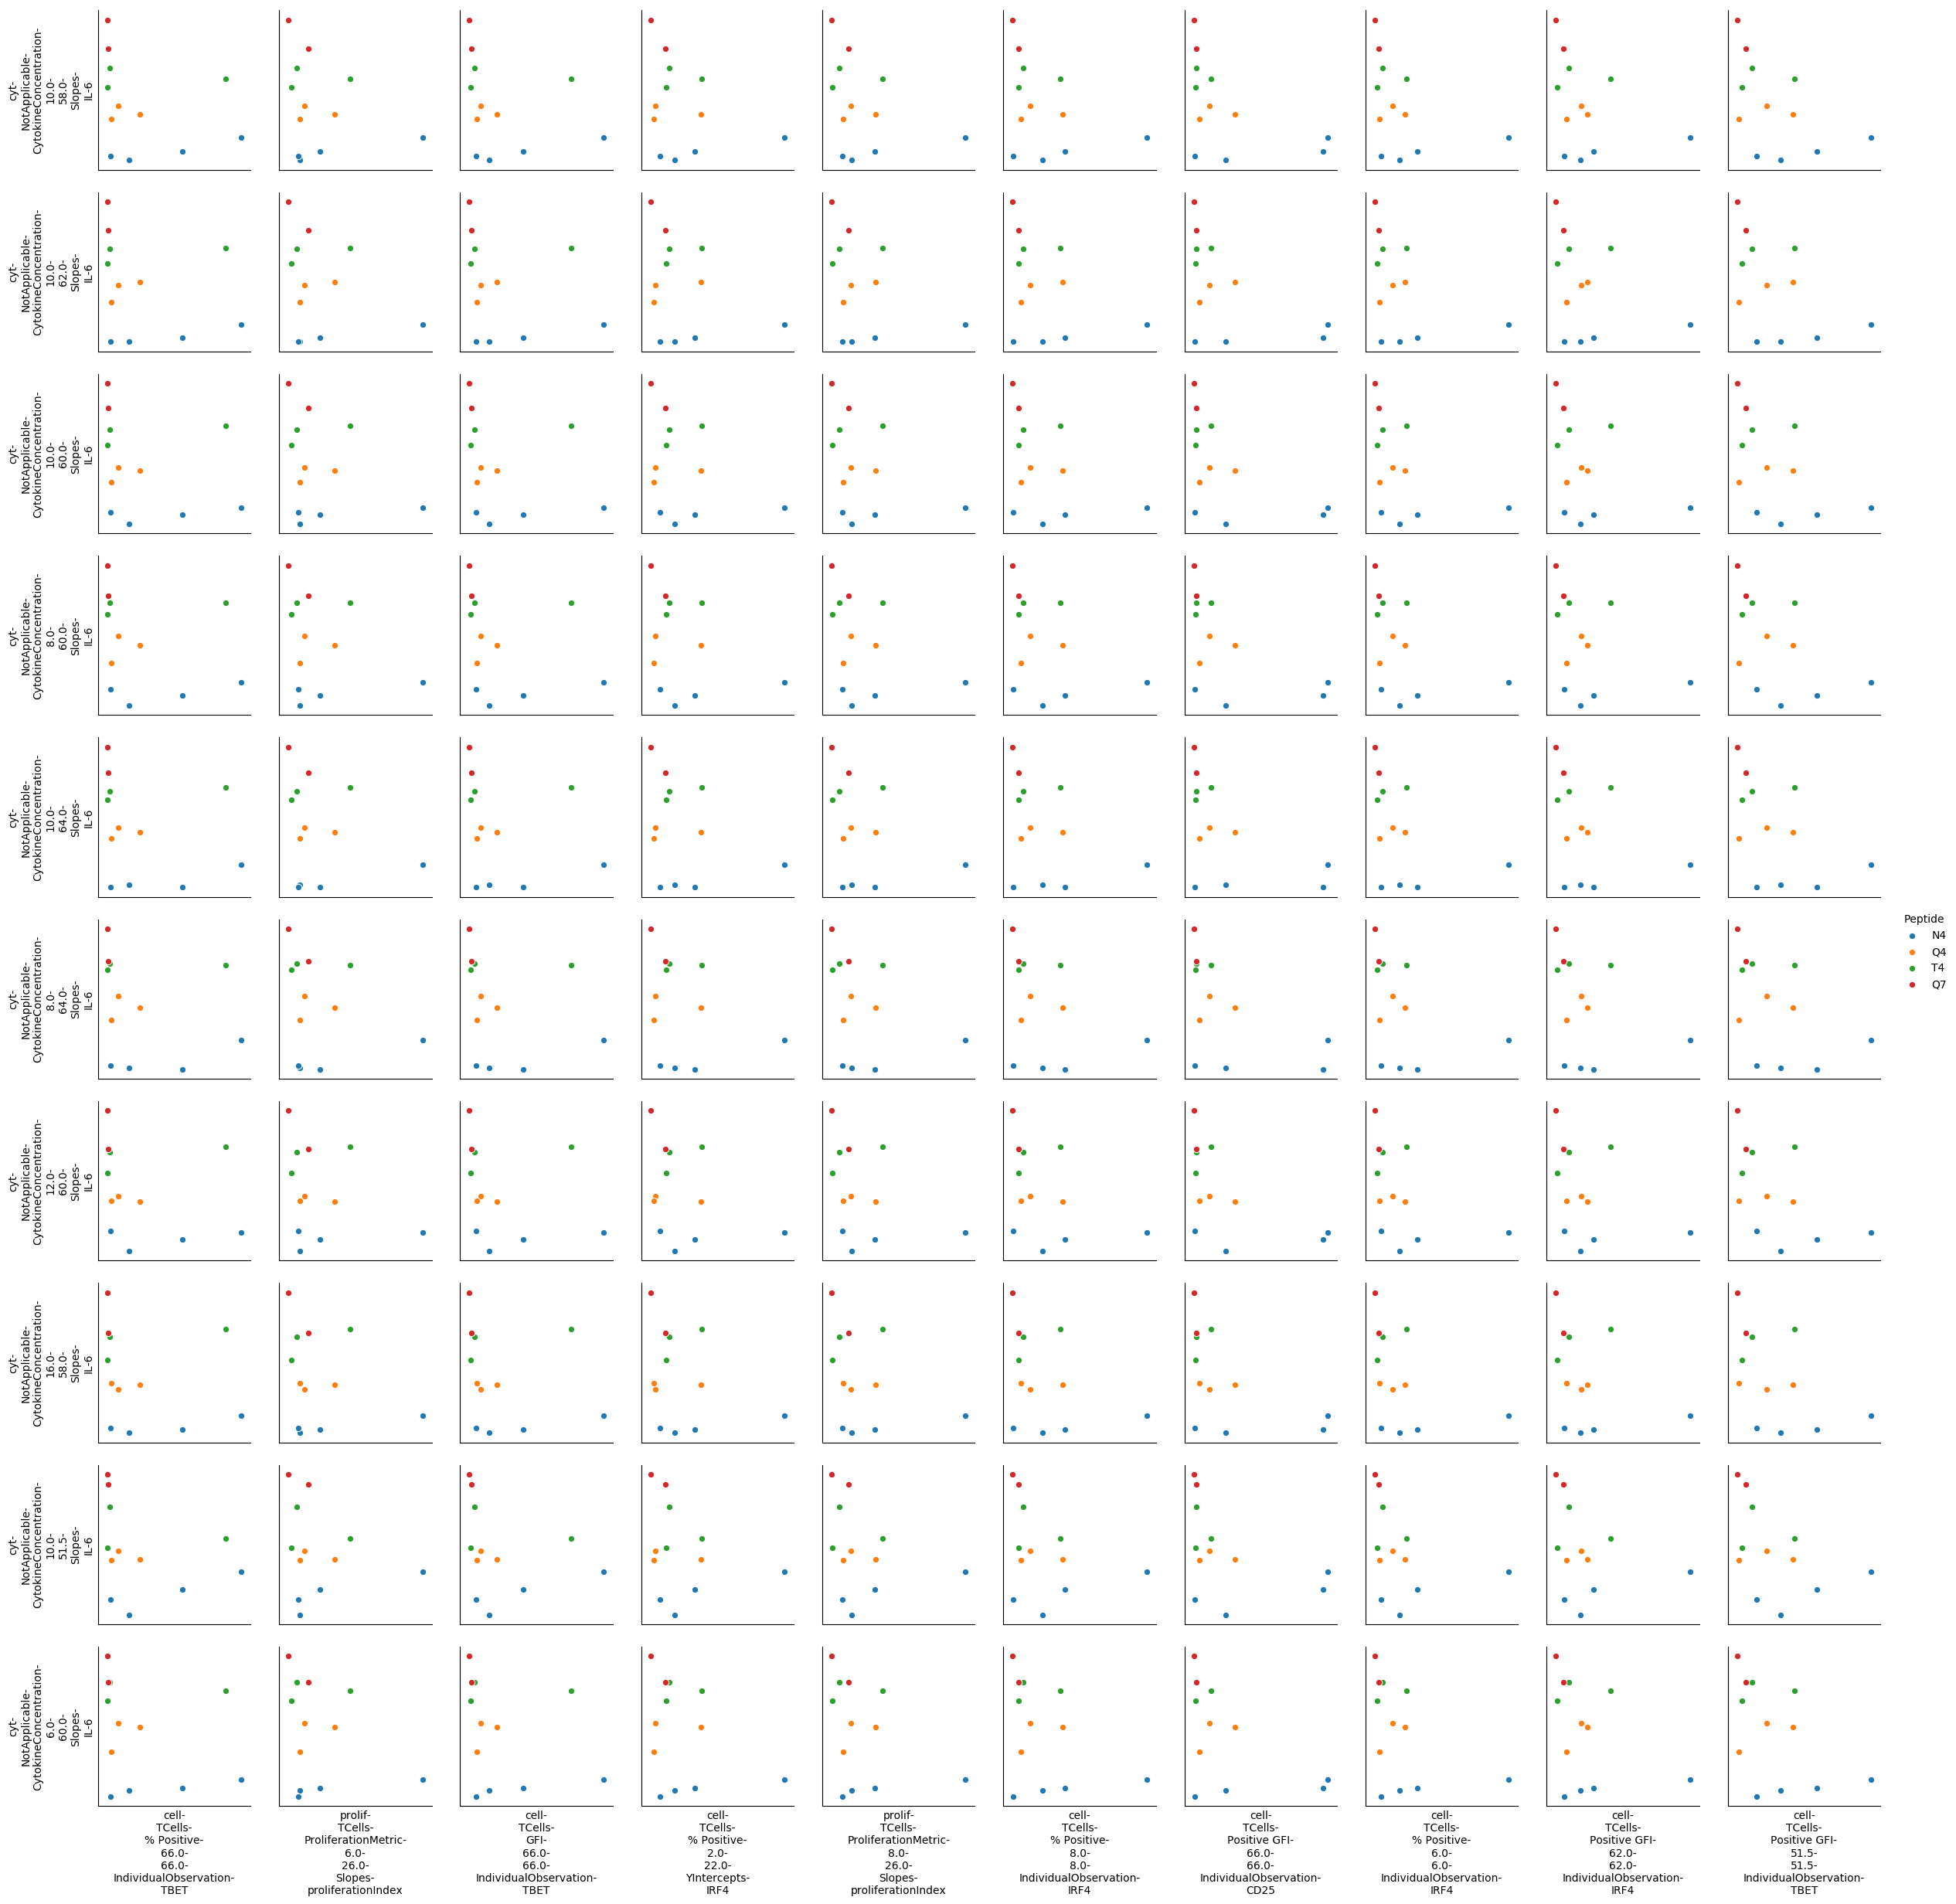 cyt-
NotApplicable-
CytokineConcentration-
10.0-
58.0-
Slopes-
IL-6
cyt-
NotApplicable-
CytokineConcentration-
10.0-
62.0-
Slopes-
IL-6
cyt-
NotApplicable-
CytokineConcentration-
10.0-
60.0-
Slopes-
IL-6
cyt-
NotApplicable-
CytokineConcentration-
8.0-
60.0-
Slopes-
IL-6
cyt-
NotApplicable-
CytokineConcentration-
10.0-
64.0-
Slopes-
IL-6
cyt-
NotApplicable-
CytokineConcentration-
8.0-
64.0-
Slopes-
IL-6
cyt-
NotApplicable-
CytokineConcentration-
12.0-
60.0-
Slopes-
IL-6
cyt-
NotApplicable-
CytokineConcentration-
16.0-
58.0-
Slopes-
IL-6
cyt-
NotApplicable-
CytokineConcentration-
10.0-
51.5-
Slopes-
IL-6
cyt-
NotApplicable-
CytokineConcentration-
6.0-
60.0-
Slopes-
IL-6
cell-
TCells-
% Positive-
66.0-
66.0-
IndividualObservation-
TBET
prolif-
TCells-
ProliferationMetric-
6.0-
26.0-
Slopes-
proliferationIndex
cell-
TCells-
GFI-
66.0-
66.0-
IndividualObservation-
TBET
cell-
TCells-
% Positive-
2.0-
22.0-
YIntercepts-
IRF4
prolif-
TCells-
ProliferationMetric-
8.0-
26.0-
Slopes-
proliferationIndex
cell-
TCells-
% Positive-
8.0-
8.0-
IndividualObservation-
IRF4
cell-
TCells-
Positive GFI-
66.0-
66.0-
IndividualObservation-
CD25
cell-
TCells-
% Positive-
6.0-
6.0-
IndividualObservation-
IRF4
cell-
TCells-
Positive GFI-
62.0-
62.0-
IndividualObservation-
IRF4
cell-
TCells-
Positive GFI-
51.5-
51.5-
IndividualObservation-
TBET
Peptide
N4
Q4
T4
Q7